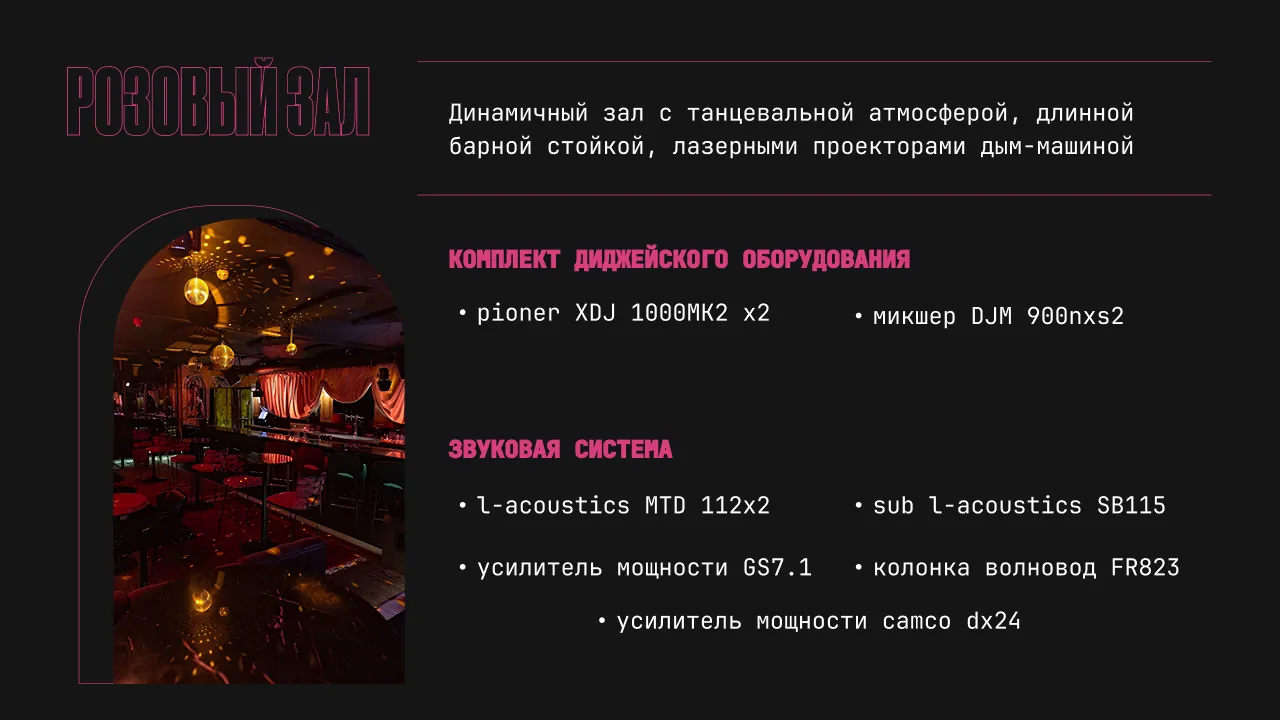 РОЗОВЫЙ ЗАЛ
Динамичный зал с танцевальной атмосферой, длинной
барной стойкой, лазерными проекторами дым-машиной
КОМПЛЕКТ ДИДЖЕЙСКОГО ОБОРУДОВАНИЯ
• pioner XDJ 1000MK2 x2
• микшер DJM 900nxs2
ЗВУКОВАЯ СИСТЕМА
• l-acoustics MTD 112x2
• sub l-acoustics SB115
• усилитель мощности GS7.1
• колонка волновод FR823
• усилитель мощности camco dx24